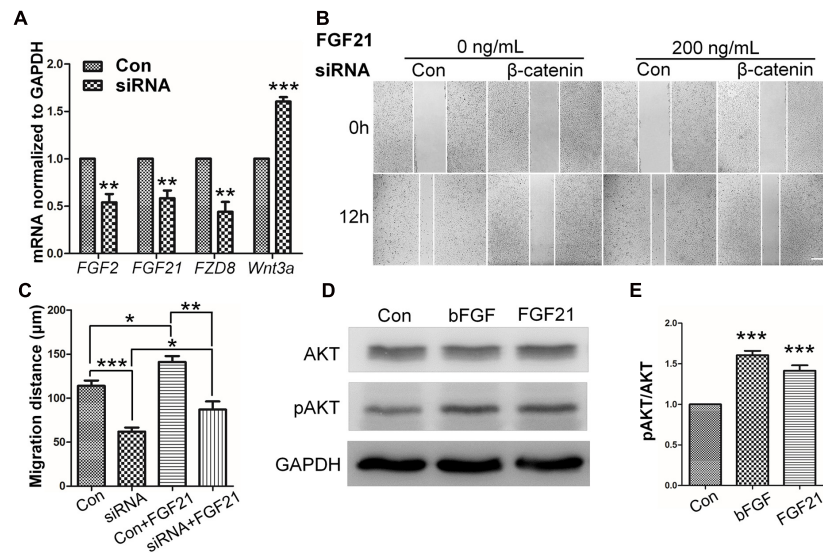 A
mRNA normalized to GAPDH
2.0
1.5
1.0
0.5
0.0
Con
siRNA
**
**
**
***
FGF2 FGF21 FZD8 Wnt3a
B
FGF21 0 ng/mL 200 ng/mL
siRNA Con β-catenin Con β-catenin
0h
12h
C
Migration distance (μm)
200
150
100
50
0
*
**
***
*
Con siRNA Con+FGF21 siRNA+FGF21
D
Con bFGF FGF21
AKT
pAKT
GAPDH
E
pAKT/AKT
2.0
1.5
1.0
0.5
0.0
***
***
Con bFGF FGF21